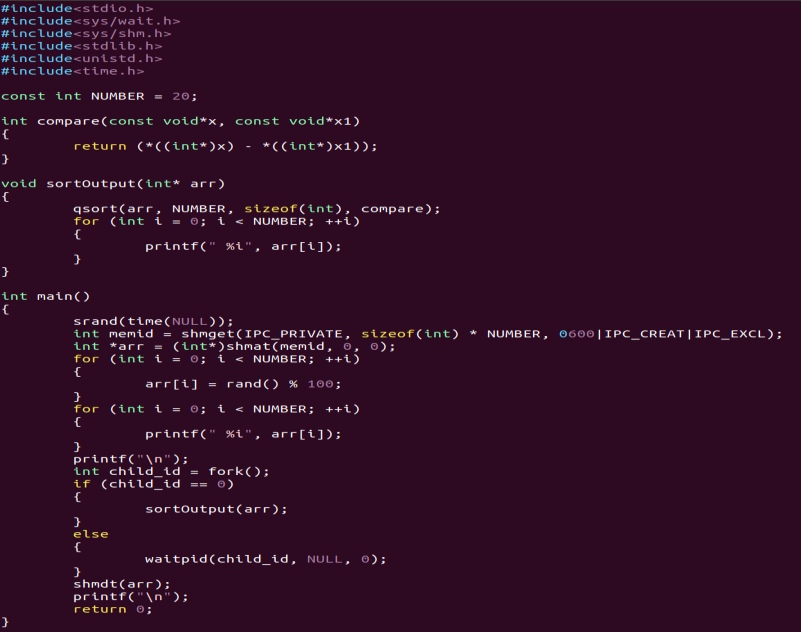 #include<stdio.h>
#include<sys/wait.h>
#include<sys/shm.h>
#include<stdlib.h>
#include<unistd.h>
#include<time.h>

const int NUMBER = 20;

int compare(const void*x, const void*x1)
{
        return (*((int*)x) - *((int*)x1));
}

void sortOutput(int* arr)
{
        qsort(arr, NUMBER, sizeof(int), compare);
        for (int i = 0; i < NUMBER; ++i)
        {
                printf(" %i", arr[i]);
        }
}

int main()
{
        srand(time(NULL));
        int memid = shmget(IPC_PRIVATE, sizeof(int) * NUMBER, 0600|IPC_CREAT|IPC_EXCL);
        int *arr = (int*)shmat(memid, 0, 0);
        for (int i = 0; i < NUMBER; ++i)
        {
                arr[i] = rand() % 100;
        }
        for (int i = 0; i < NUMBER; ++i)
        {
                printf(" %i", arr[i]);
        }
        printf("\n");
        int child_id = fork();
        if (child_id == 0)
        {
                sortOutput(arr);
        }
        else
        {
                waitpid(child_id, NULL, 0);
        }
        shmdt(arr);
        printf("\n");
        return 0;
}